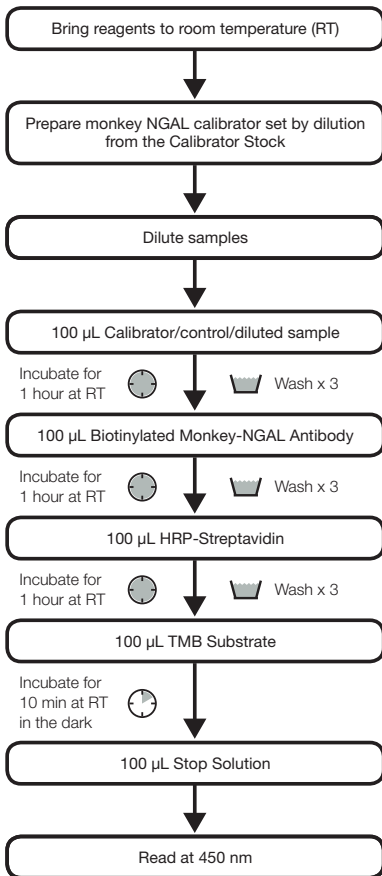 Bring reagents to room temperature (RT)
Prepare monkey NGAL calibrator set by dilution
from the Calibrator Stock
Dilute samples
100 µL Calibrator/control/diluted sample
Incubate for
1 hour at RT
Wash x 3
100 µL Biotinylated Monkey-NGAL Antibody
Incubate for
1 hour at RT
Wash x 3
100 µL HRP-Streptavidin
Incubate for
1 hour at RT
Wash x 3
100 µL TMB Substrate
Incubate for
10 min at RT
in the dark
100 µL Stop Solution
Read at 450 nm